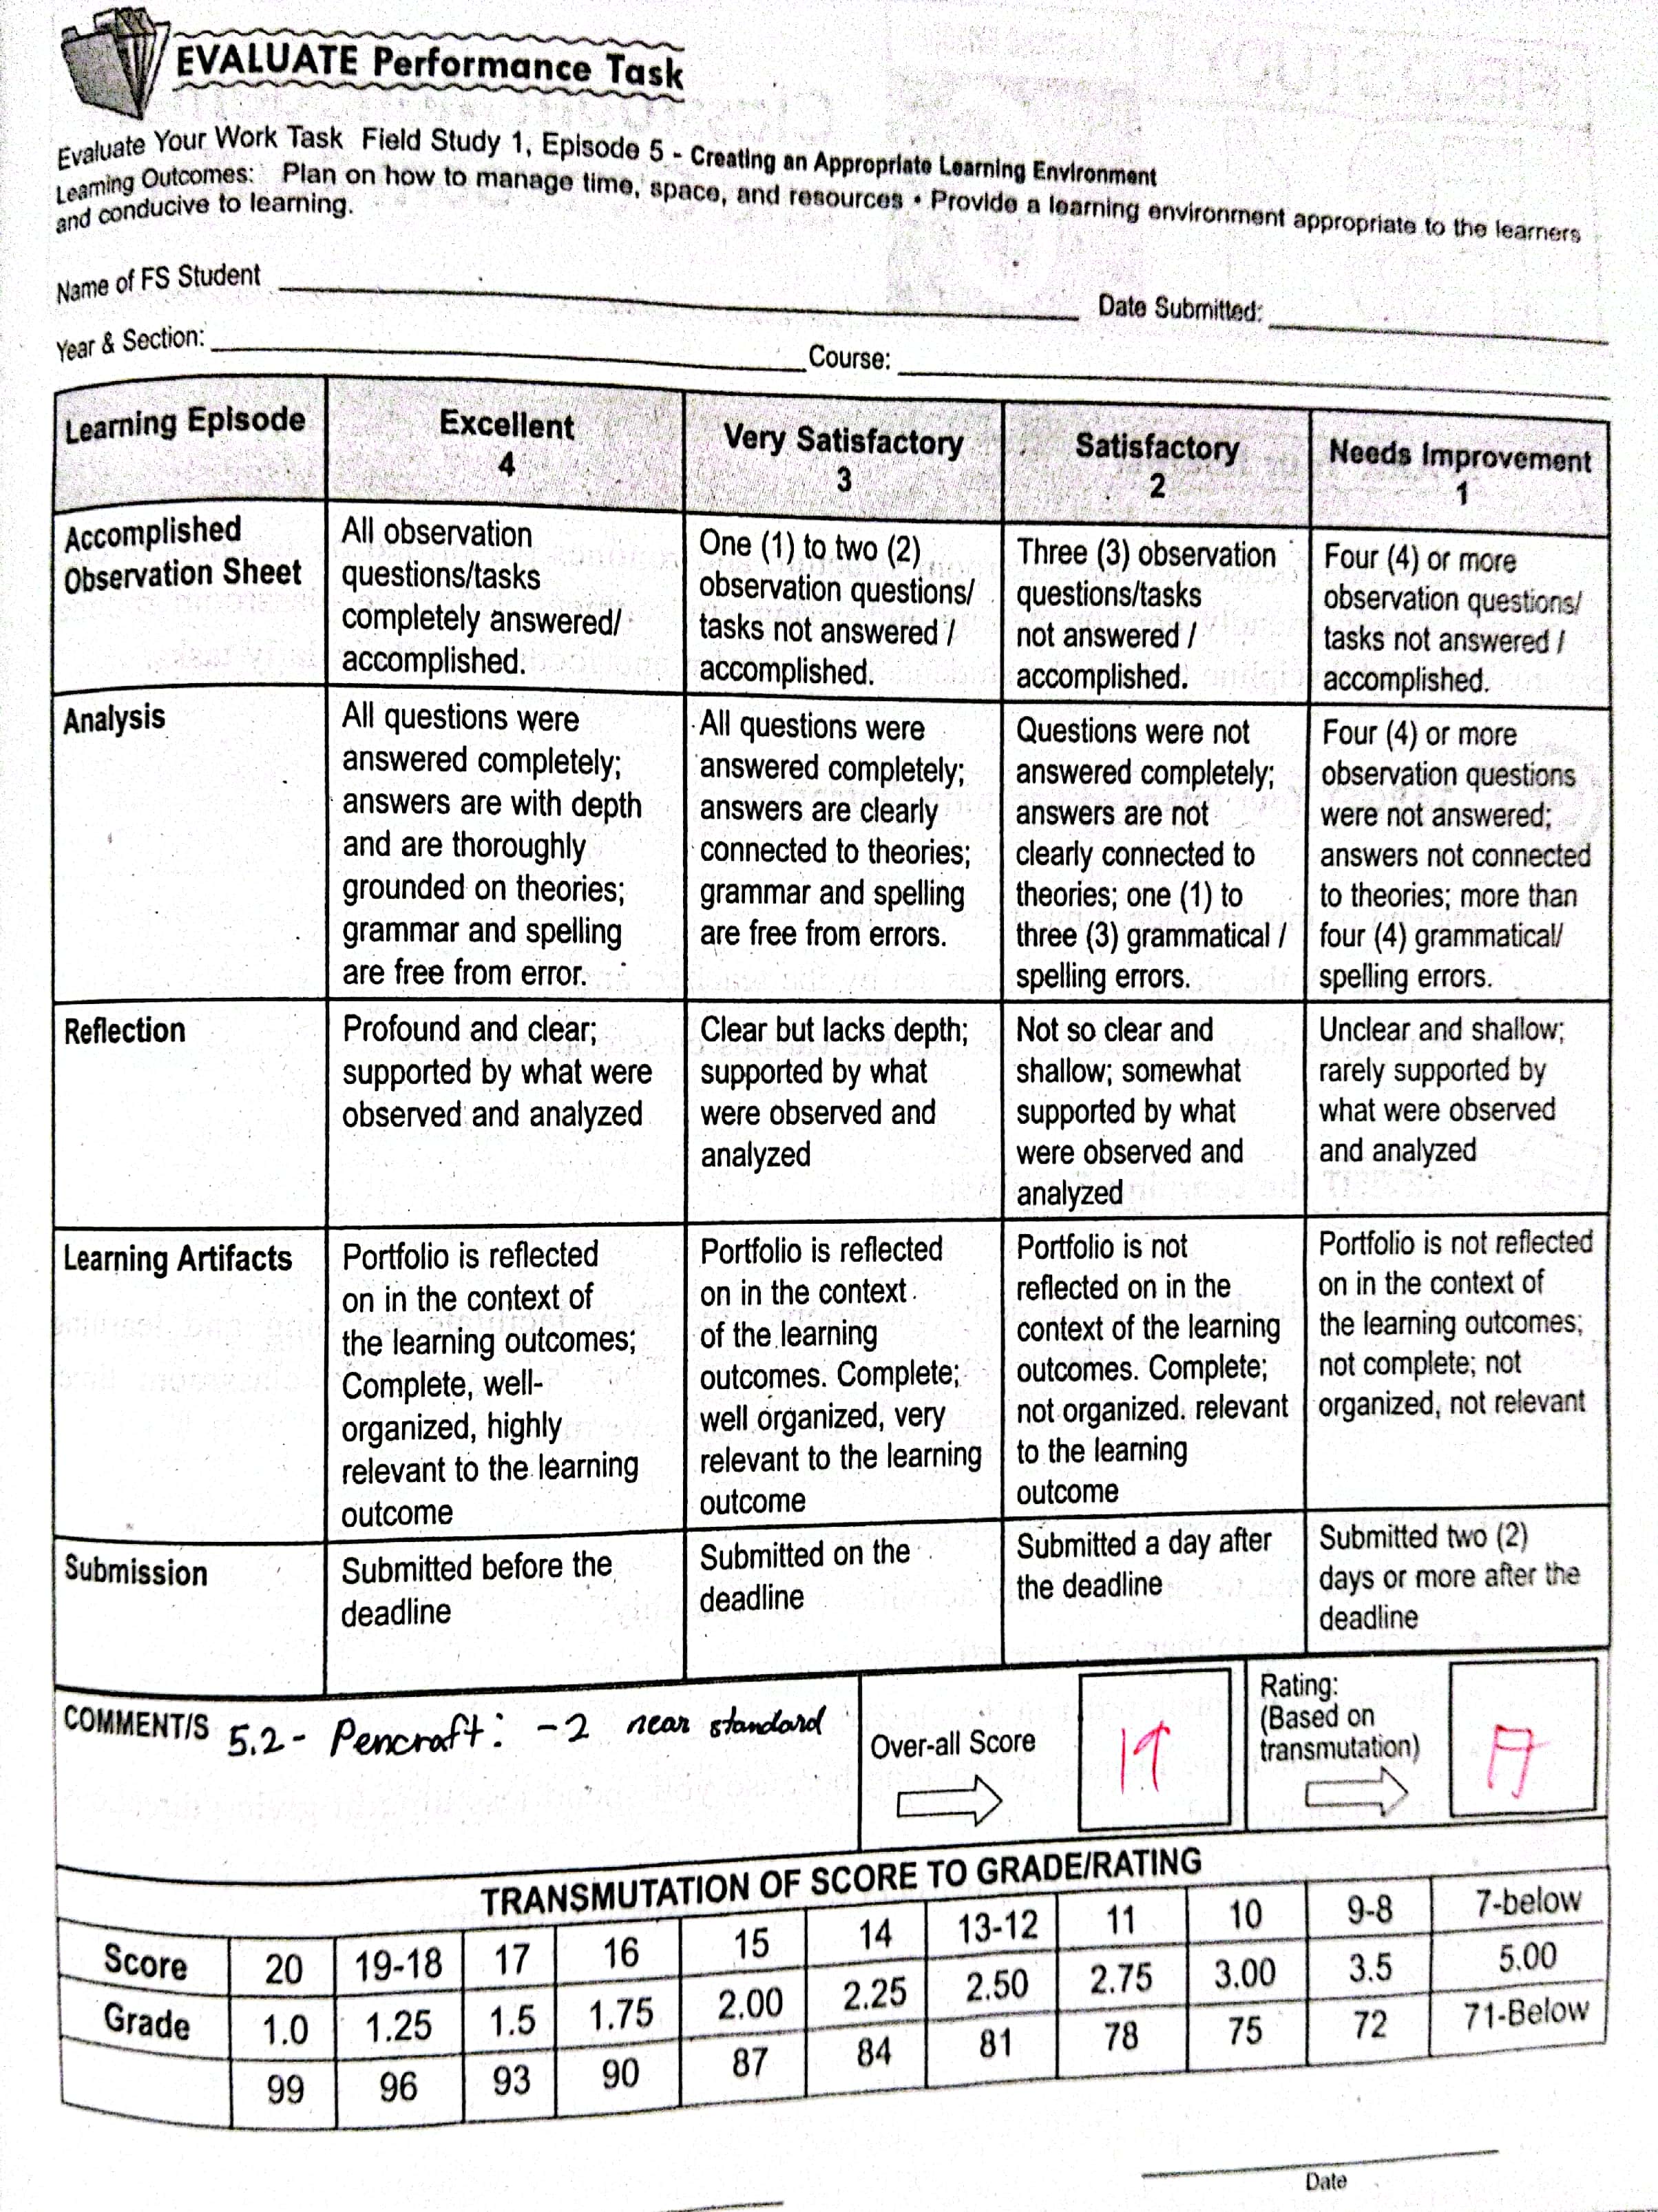 EVALUATE Performance Task
Evaluate Your Work Task Field Study 1, Episode 5 - Creating an Appropriate Learning Environment
Learning Outcomes: Plan on how to manage time, space, and resources • Provide a learning environment appropriate to the learners
and conducive to learning.
Name of FS Student
Date Submitted:
Year & Section:
Course:
Learning Episode
Excellent
4
Very Satisfactory
3
Satisfactory
2
Needs Improvement
1
Accomplished
Observation Sheet
All observation
questions/tasks
completely answered/
accomplished.
One (1) to two (2)
observation questions/
tasks not answered /
accomplished.
Three (3) observation
questions/tasks
not answered /
accomplished.
Four (4) or more
observation questions/
tasks not answered /
accomplished.
Analysis
All questions were
answered completely;
answers are with depth
and are thoroughly
grounded on theories;
grammar and spelling
are free from error.
All questions were
answered completely;
answers are clearly
connected to theories;
grammar and spelling
are free from errors.
Questions were not
answered completely;
answers are not
clearly connected to
theories; one (1) to
three (3) grammatical /
spelling errors.
Four (4) or more
observation questions
were not answered;
answers not connected
to theories; more than
four (4) grammatical/
spelling errors.
Reflection
Profound and clear;
supported by what were
observed and analyzed
Clear but lacks depth;
supported by what
were observed and
analyzed
Not so clear and
shallow; somewhat
supported by what
were observed and
analyzed
Unclear and shallow;
rarely supported by
what were observed
and analyzed
Learning Artifacts
Portfolio is reflected
on in the context of
the learning outcomes;
Complete, well-
organized, highly
relevant to the learning
outcome
Portfolio is reflected
on in the context
of the learning
outcomes. Complete;
well organized, very
relevant to the learning
outcome
Portfolio is not
reflected on in the
context of the learning
outcomes. Complete;
not organized. relevant
to the learning
outcome
Portfolio is not reflected
on in the context of
the learning outcomes;
not complete; not
organized, not relevant
Submission
Submitted before the
deadline
Submitted on the
deadline
Submitted a day after
the deadline
Submitted two (2)
days or more after the
deadline
COMMENT/S 5.2 - Pencraft: -2 near standard
Over-all Score
Rating:
(Based on
transmutation)
TRANSMUTATION OF SCORE TO GRADE/RATING
Score 20 19-18 17 16 15 14 13-12 11 10 9-8 7-below
Grade 1.0 1.25 1.5 1.75 2.00 2.25 2.50 2.75 3.00 3.5 5.00
99 96 93 90 87 84 81 78 75 72 71-Below
Date